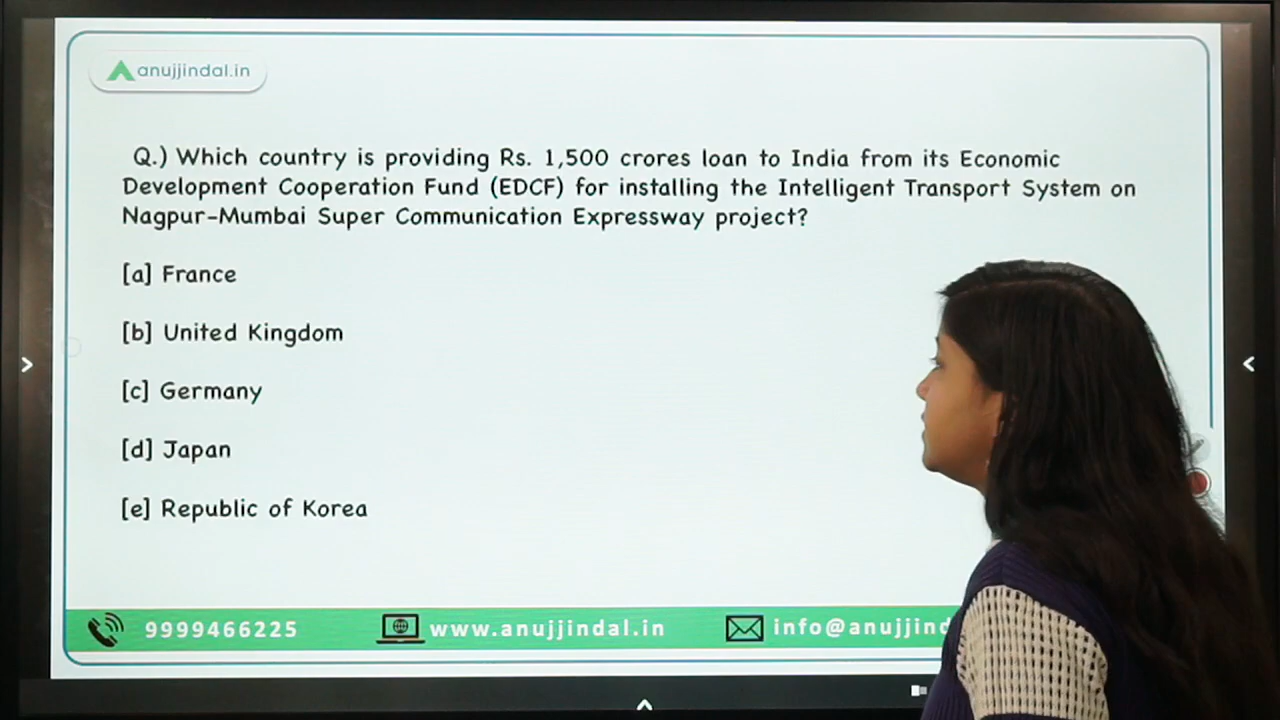 anujjindal.in
Q.) Which country is providing Rs. 1,500 crores loan to India from its Economic
Development Cooperation Fund (EDCF) for installing the Intelligent Transport System on
Nagpur-Mumbai Super Communication Expressway project?
[a] France
[b] United Kingdom
[c] Germany
[d] Japan
[e] Republic of Korea
9999466225
www.anujjindal.in
info@anujjind